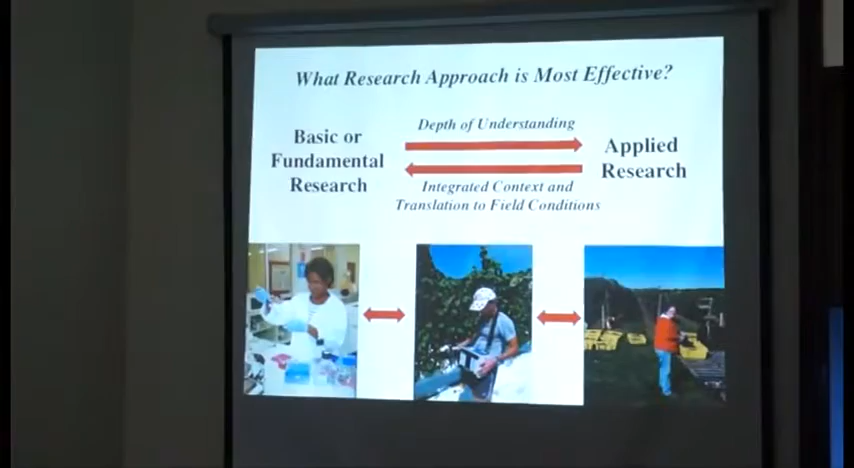 What Research Approach is Most Effective?
Depth of Understanding
Basic or
Fundamental
Research
Applied
Research
Integrated Context and
Translation to Field Conditions